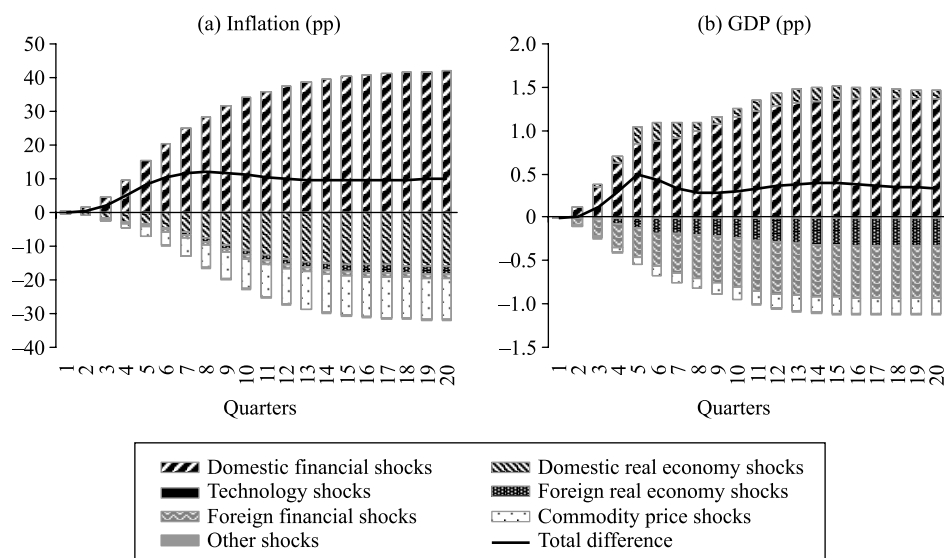 (a) Inflation (pp)
50
40
30
20
10
0
–10
–20
–30
–40
1 2 3 4 5 6 7 8 9 10 11 12 13 14 15 16 17 18 19 20
Quarters
(b) GDP (pp)
2.0
1.5
1.0
0.5
0
–0.5
–1.0
–1.5
1 2 3 4 5 6 7 8 9 10 11 12 13 14 15 16 17 18 19 20
Quarters
Domestic financial shocks
Technology shocks
Foreign financial shocks
Other shocks
Domestic real economy shocks
Foreign real economy shocks
Commodity price shocks
Total difference